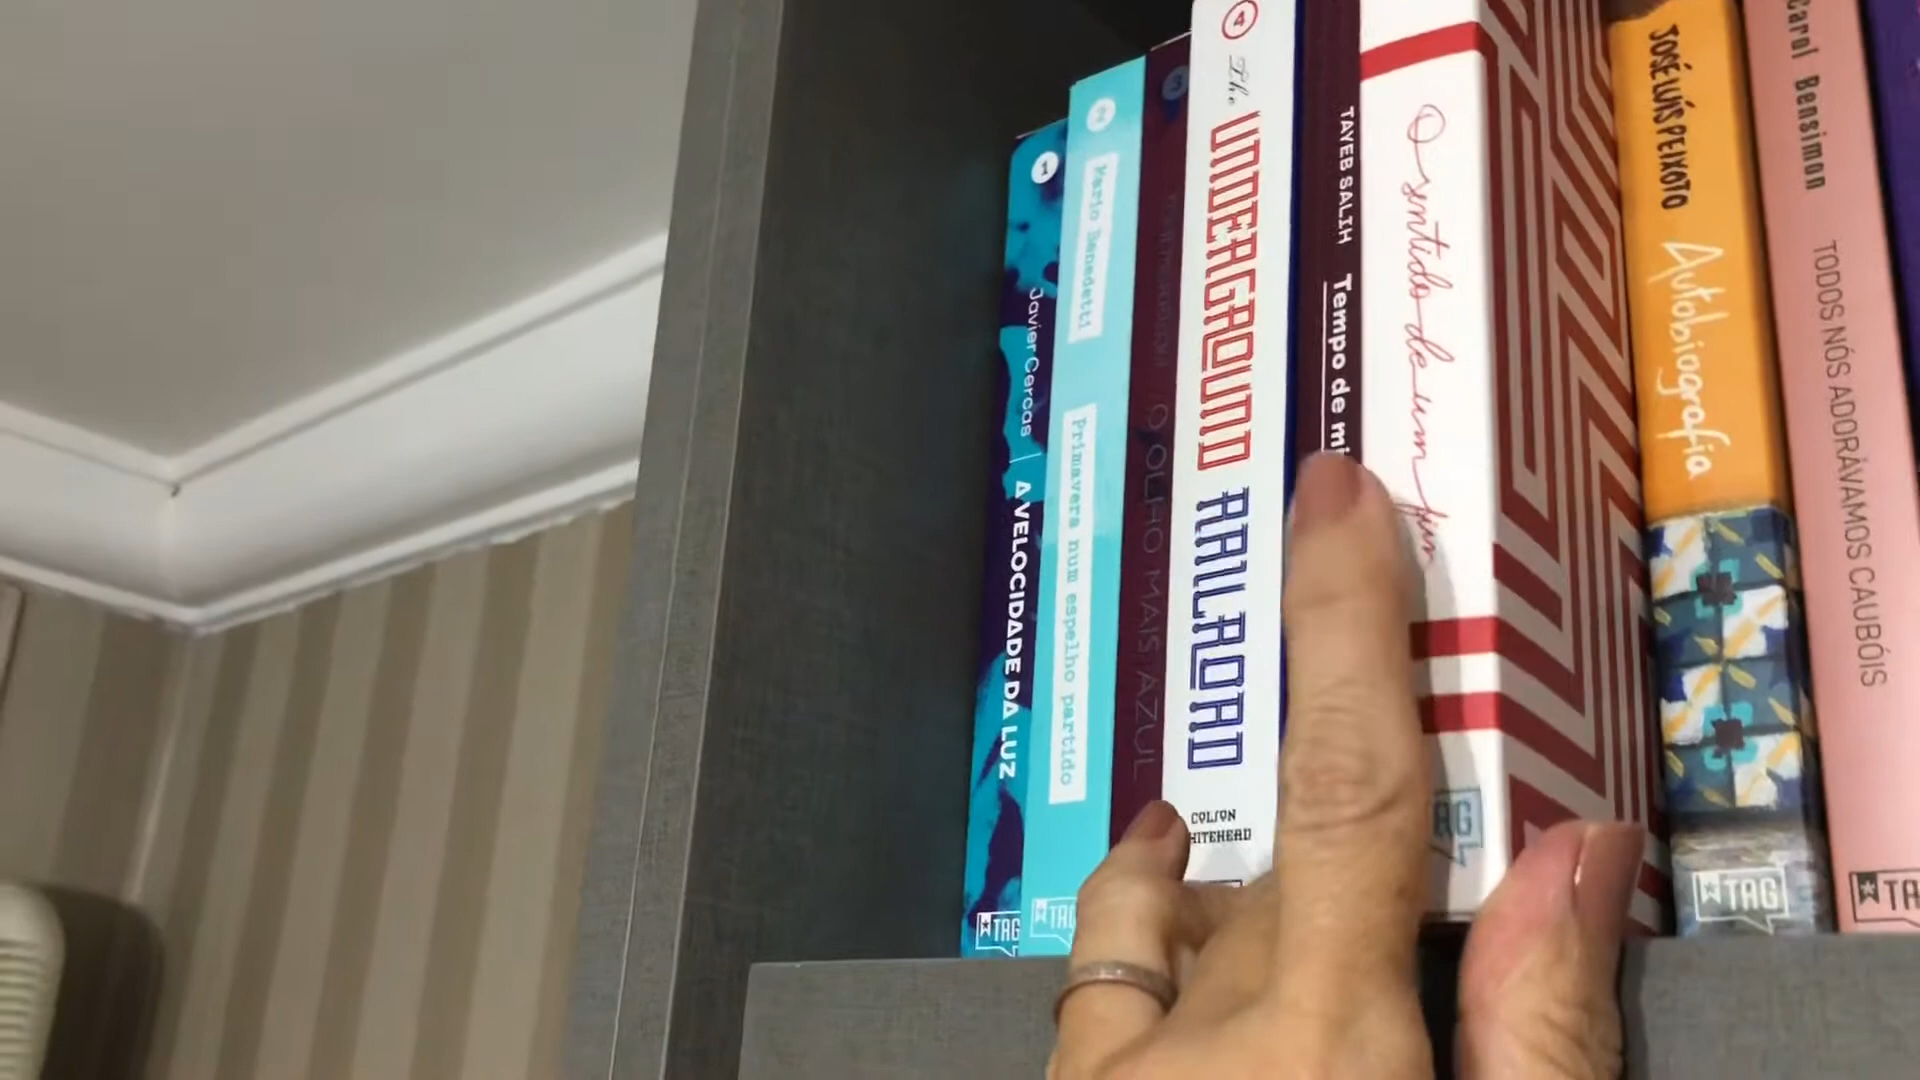 1
Javier Cercas | A VELOCIDADE DA LUZ
TAG
2
Mario Benedetti
Primavera num espelho partido
TAG
3
O OLHO MAIS AZUL
4
The UNDERGROUND RAILROAD
COLSON
WHITEHEAD
TAYEB SALIH
Tempo de mi
O sentido de um fim
TAG
JOSÉ LUÍS PEIXOTO
Autobiografia
TAG
Carol Bensimon
TODOS NÓS ADORÁVAMOS CAUBÓIS
TA